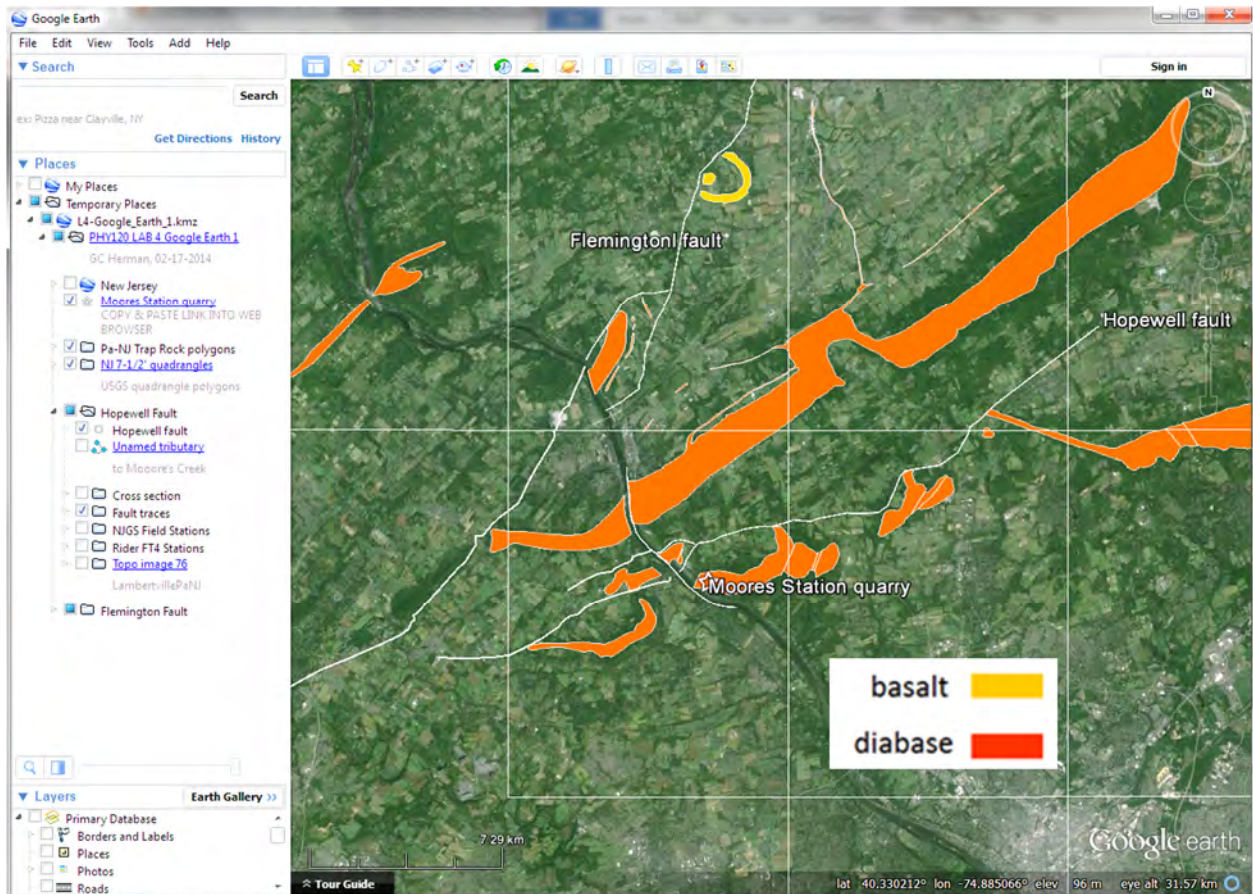 Google Earth
File Edit View Tools Add Help
Search
Search
ex: Pizza near Clayville, NY
Get Directions History
Places
My Places
Temporary Places
L4-Google_Earth_1.kmz
PHY120 LAB 4 Google Earth 1
GC Herman, 02-17-2014
New Jersey
Moores Station quarry
COPY & PASTE LINK INTO WEB
BROWSER
Pa-NJ Trap Rock polygons
NJ 7-1/2' quadrangles
USGS quadrangle polygons
Hopewell Fault
Hopewell fault
Unamed tributary
to Mooore's Creek
Cross section
Fault traces
NJGS Field Stations
Rider FT4 Stations
Topo image 76
LambertvillePaNJ
Flemington Fault
Layers
Earth Gallery >>
Primary Database
Borders and Labels
Places
Photos
Roads
Sign in
N
Flemingtonl fault
Hopewell fault
Moores Station quarry
basalt
diabase
7.29 km
Google earth
Tour Guide
lat 40.330212° lon -74.885066° elev 96 m eye alt 31.57 km